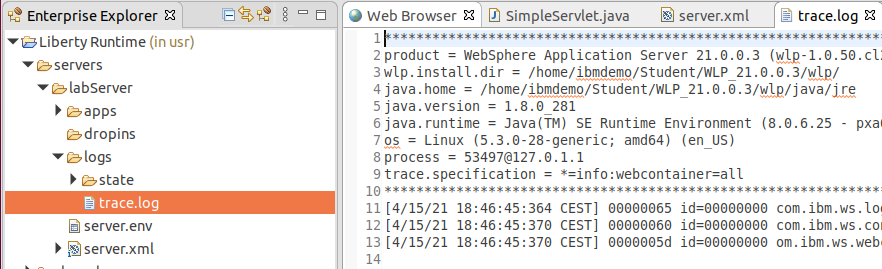 Enterprise Explorer
Liberty Runtime (in usr)
servers
labServer
apps
dropins
logs
state
trace.log
server.env
server.xml
Web Browser SimpleServlet.java server.xml trace.log
1 ********************************************************************************
2 product = WebSphere Application Server 21.0.0.3 (wlp-1.0.50.cl2
3 wlp.install.dir = /home/ibmdemo/Student/WLP_21.0.0.3/wlp/
4 java.home = /home/ibmdemo/Student/WLP_21.0.0.3/wlp/java/jre
5 java.version = 1.8.0_281
6 java.runtime = Java(TM) SE Runtime Environment (8.0.6.25 - pxa6
7 os = Linux (5.3.0-28-generic; amd64) (en_US)
8 process = 53497@127.0.1.1
9 trace.specification = *=info:webcontainer=all
10 ********************************************************************************
11 [4/15/21 18:46:45:364 CEST] 00000065 id=00000000 com.ibm.ws.log
12 [4/15/21 18:46:45:370 CEST] 00000060 id=00000000 com.ibm.ws.con
13 [4/15/21 18:46:45:370 CEST] 0000005d id=00000000 om.ibm.ws.web
14